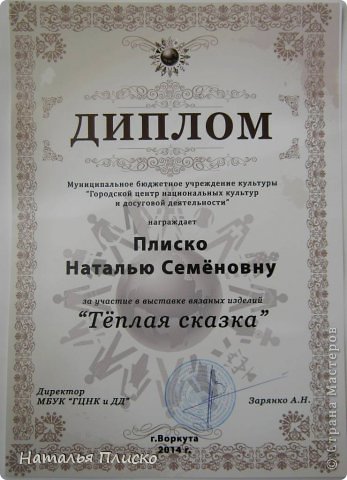 ДИПЛОМ
Муниципальное бюджетное учреждение культуры
"Городской центр национальных культур
и досуговой деятельности"
награждает
Плиско
Наталью Семёновну
за участие в выставке вязаных изделий
“Тёплая сказка”
Директор
МБУК "ГЦНК и ДД"
Зарянко А.Н.
г.Воркута
2014 г.
Наталья Плиско
© Страна Мастеров